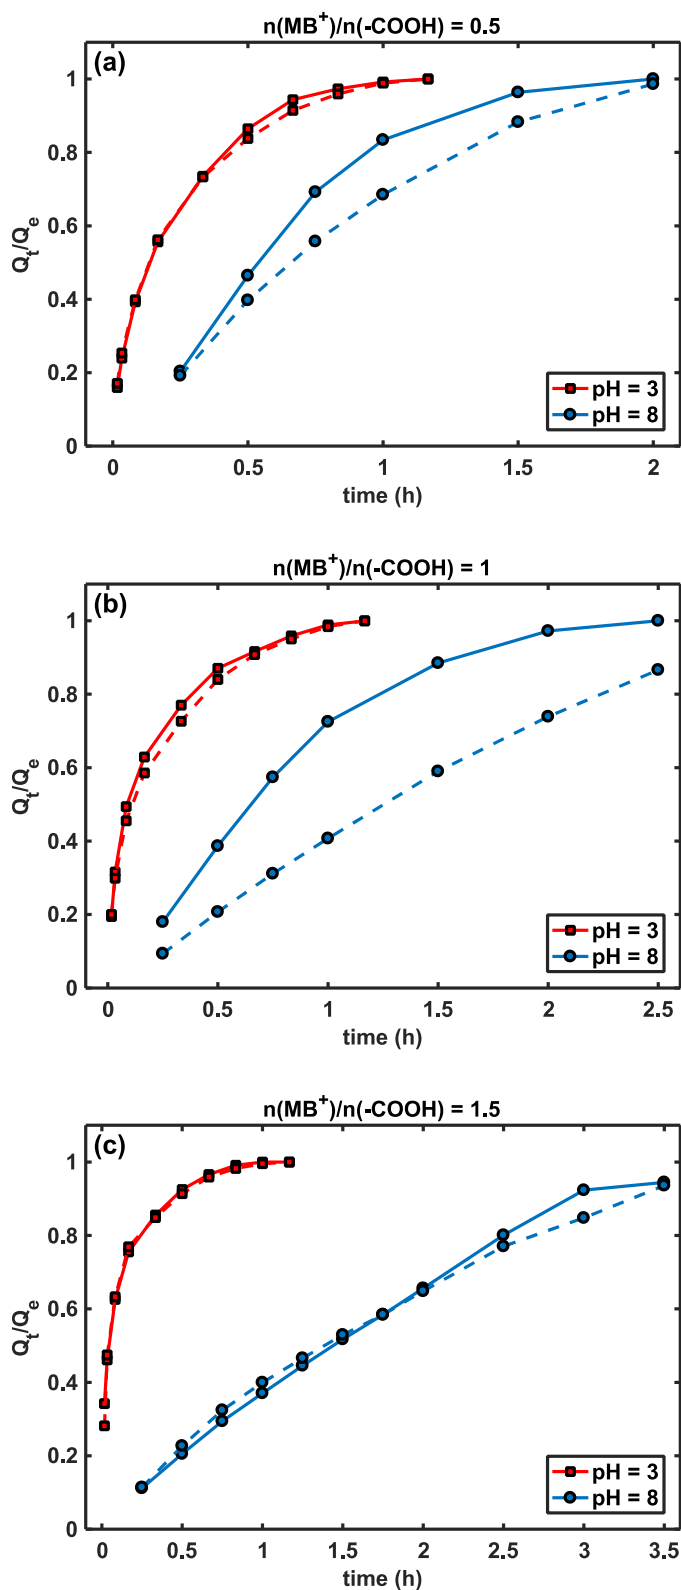 n(MB⁺)/n(-COOH) = 0.5
(a)
1
0.8
0.6
0.4
0.2
0
Qₜ/Qₑ
pH = 3
pH = 8
0 0.5 1 1.5 2
time (h)
n(MB⁺)/n(-COOH) = 1
(b)
1
0.8
0.6
0.4
0.2
0
Qₜ/Qₑ
pH = 3
pH = 8
0 0.5 1 1.5 2 2.5
time (h)
n(MB⁺)/n(-COOH) = 1.5
(c)
1
0.8
0.6
0.4
0.2
0
Qₜ/Qₑ
pH = 3
pH = 8
0 0.5 1 1.5 2 2.5 3 3.5
time (h)